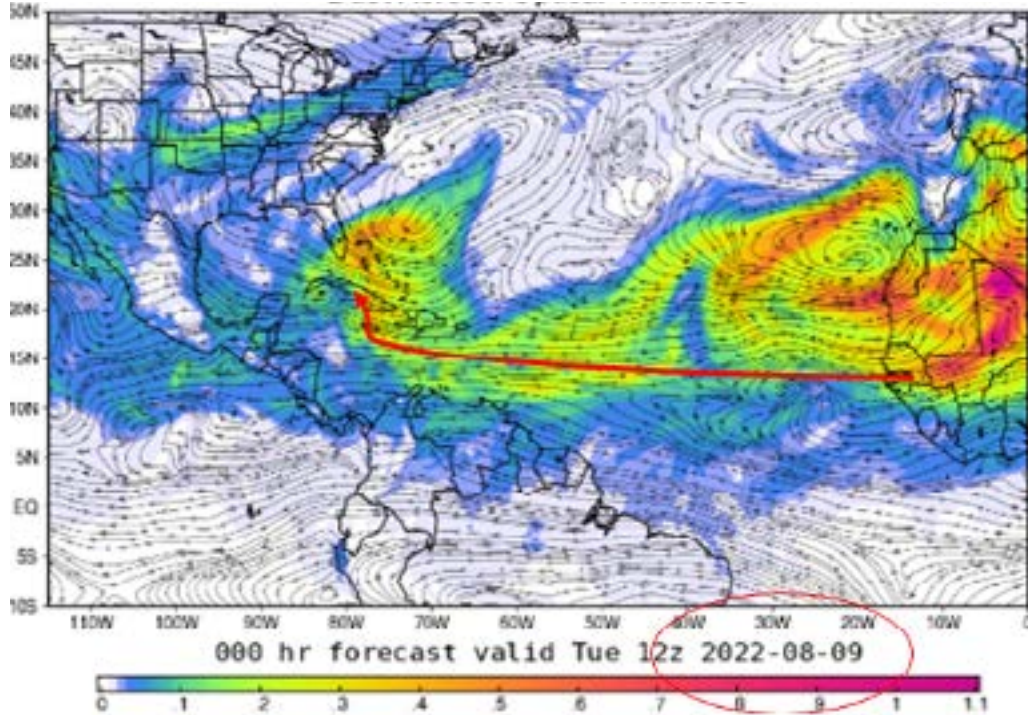 50N
45N
40N
35N
30N
25N
20N
15N
10N
5N
EQ
5S
10S
110W 100W 90W 80W 70W 60W 50W 40W 30W 20W 10W
000 hr forecast valid Tue 12z 2022-08-09
0 .1 .2 .3 .4 .5 .6 .7 .8 .9 1 1.1